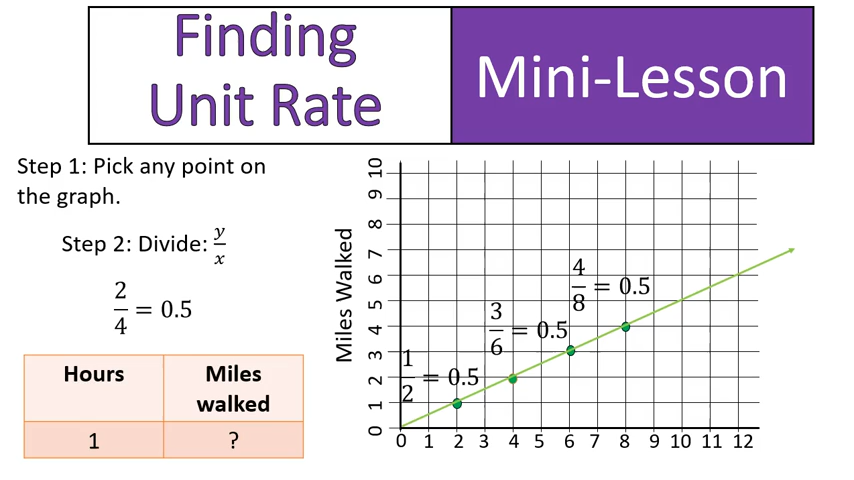 Finding
Unit Rate
Mini-Lesson
Step 1: Pick any point on
the graph.
Step 2: Divide: y/x
2/4 = 0.5
Hours
Miles
walked
1
?
Miles Walked
10
9
8
7
6
5
4
3
2
1
0
1/2 = 0.5
3/6 = 0.5
4/8 = 0.5
0 1 2 3 4 5 6 7 8 9 10 11 12